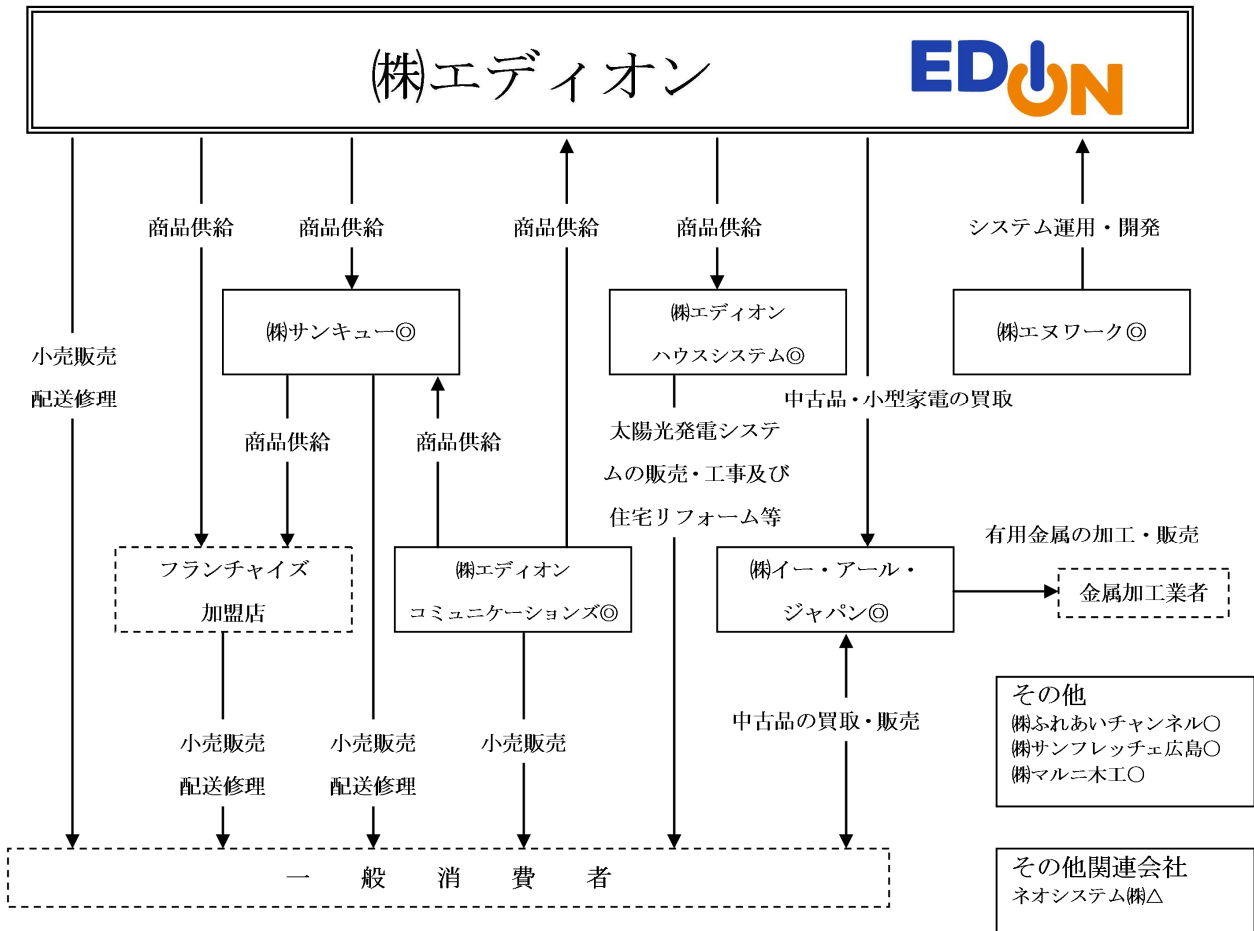 ㈱エディオン
EDION
商品供給
商品供給
商品供給
商品供給
システム運用・開発
㈱サンキュー◎
㈱エディオン
ハウスシステム◎
㈱エヌワーク◎
小売販売
配送修理
中古品・小型家電の買取
商品供給
商品供給
太陽光発電システ
ムの販売・工事及び
住宅リフォーム等
有用金属の加工・販売
フランチャイズ
加盟店
㈱エディオン
コミュニケーションズ◎
㈱イー・アール・
ジャパン◎
金属加工業者
小売販売
配送修理
小売販売
配送修理
小売販売
中古品の買取・販売
その他
㈱ふれあいチャンネル○
㈱サンフレッチェ広島○
㈱マルニ木工○
一般消費者
その他関連会社
ネオシステム㈱△